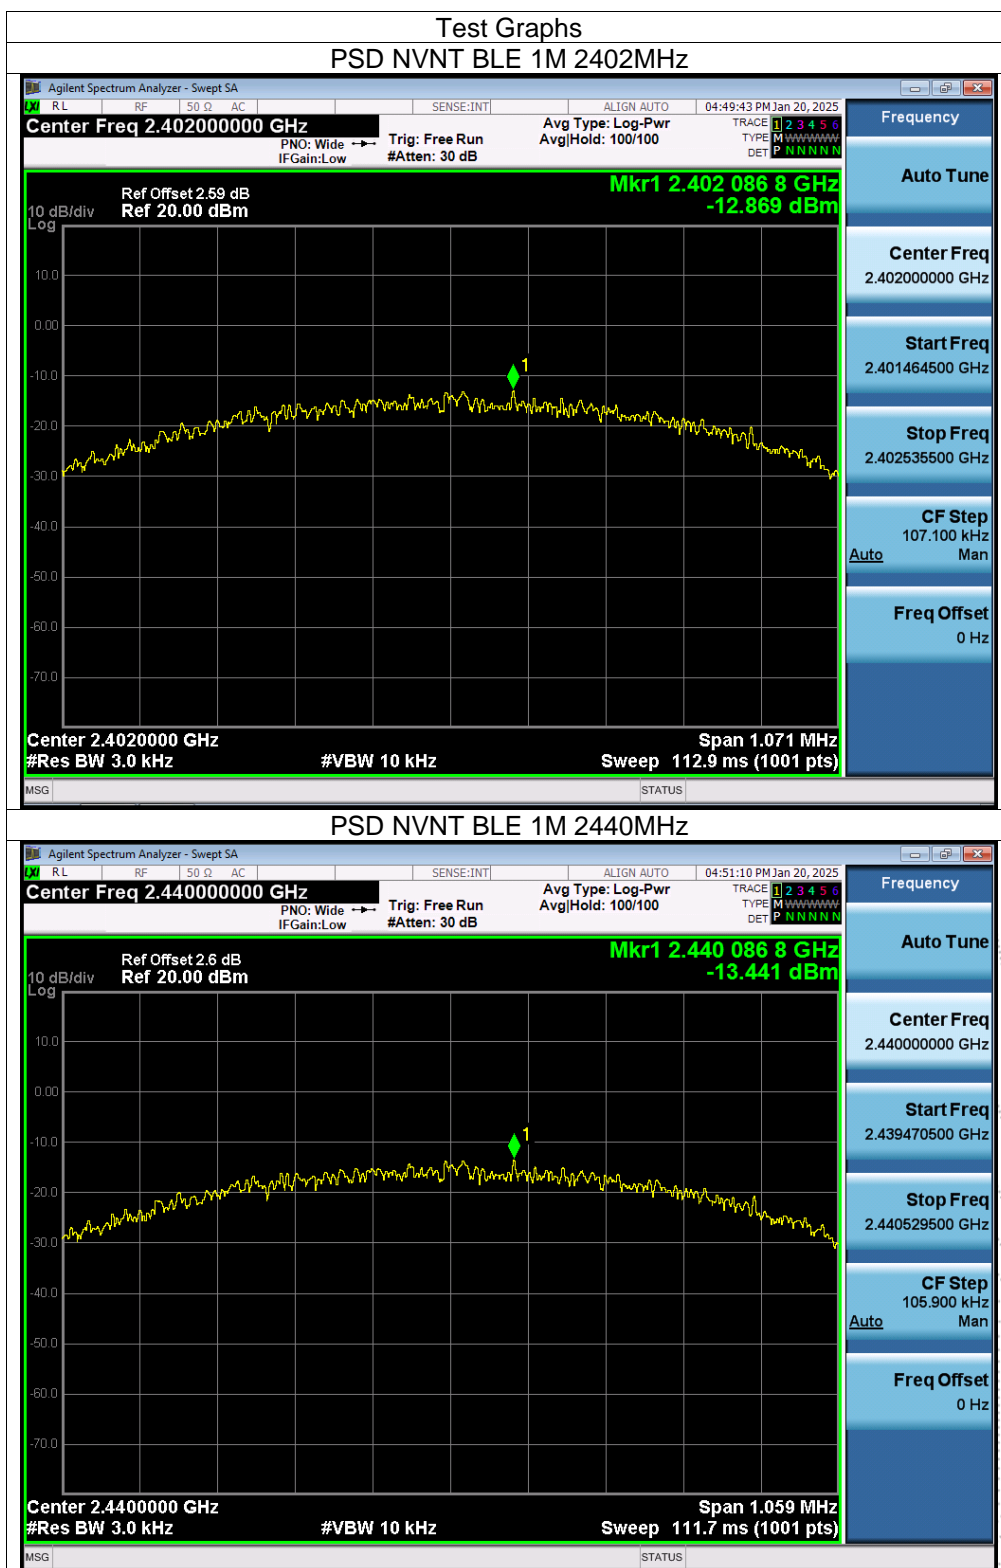 Test Graphs
PSD NVNT BLE 1M 2402MHz
Agilent Spectrum Analyzer - Swept SA
LXI RL RF 50 Ω AC SENSE:INT ALIGN AUTO 04:49:43 PM Jan 20, 2025
Center Freq 2.402000000 GHz
PNO: Wide
IFGain:Low
Trig: Free Run
#Atten: 30 dB
Avg Type: Log-Pwr
Avg|Hold: 100/100
TRACE 1 2 3 4 5 6
TYPE M WWWWW
DET P N N N N N
Frequency
Auto Tune
Center Freq
2.402000000 GHz
Start Freq
2.401464500 GHz
Stop Freq
2.402535500 GHz
CF Step
107.100 kHz
Auto Man
Freq Offset
0 Hz
Mkr1 2.402 086 8 GHz
-12.869 dBm
Ref Offset 2.59 dB
10 dB/div Ref 20.00 dBm
Log
10.0
0.00
-10.0
-20.0
-30.0
-40.0
-50.0
-60.0
-70.0
1
Center 2.4020000 GHz Span 1.071 MHz
#Res BW 3.0 kHz #VBW 10 kHz Sweep 112.9 ms (1001 pts)
MSG STATUS
PSD NVNT BLE 1M 2440MHz
Agilent Spectrum Analyzer - Swept SA
LXI RL RF 50 Ω AC SENSE:INT ALIGN AUTO 04:51:10 PM Jan 20, 2025
Center Freq 2.440000000 GHz
PNO: Wide
IFGain:Low
Trig: Free Run
#Atten: 30 dB
Avg Type: Log-Pwr
Avg|Hold: 100/100
TRACE 1 2 3 4 5 6
TYPE M WWWWW
DET P N N N N N
Frequency
Auto Tune
Center Freq
2.440000000 GHz
Start Freq
2.439470500 GHz
Stop Freq
2.440529500 GHz
CF Step
105.900 kHz
Auto Man
Freq Offset
0 Hz
Mkr1 2.440 086 8 GHz
-13.441 dBm
Ref Offset 2.6 dB
10 dB/div Ref 20.00 dBm
Log
10.0
0.00
-10.0
-20.0
-30.0
-40.0
-50.0
-60.0
-70.0
1
Center 2.4400000 GHz Span 1.059 MHz
#Res BW 3.0 kHz #VBW 10 kHz Sweep 111.7 ms (1001 pts)
MSG STATUS